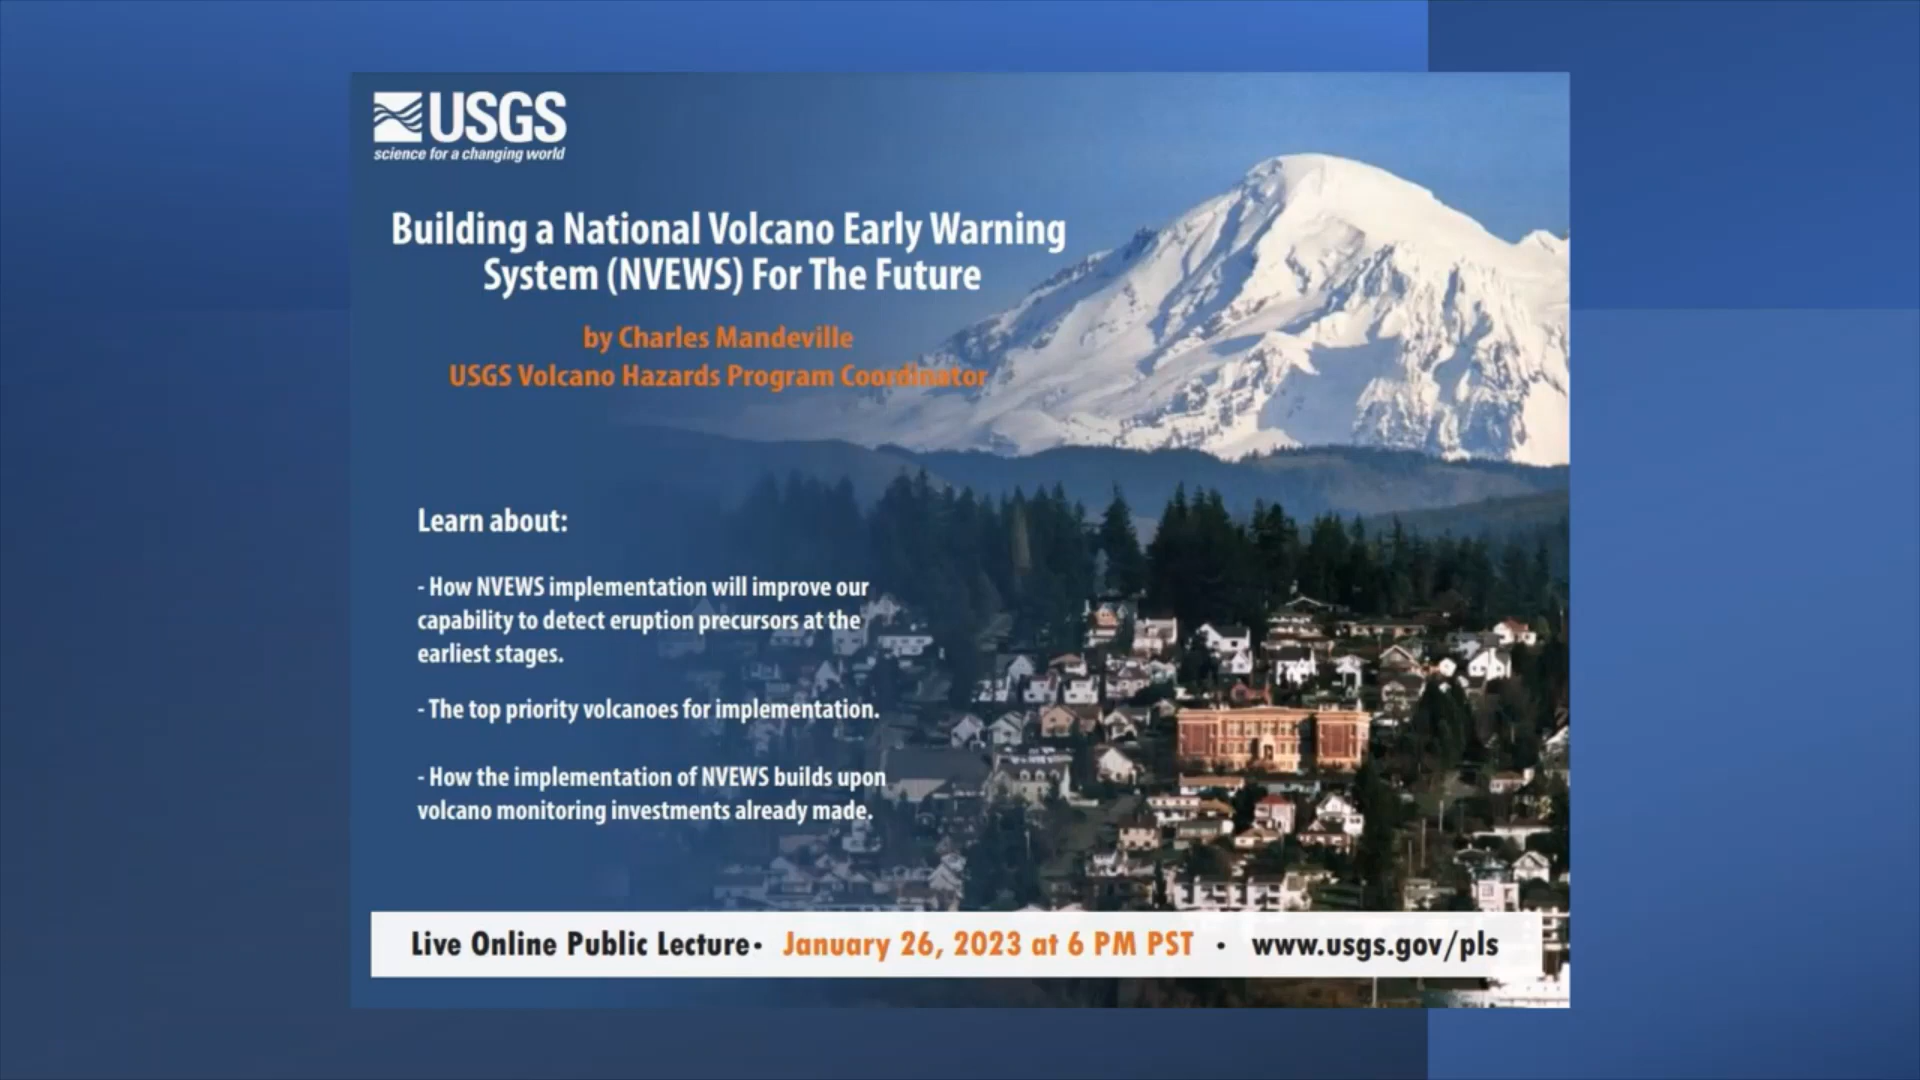 USGS
science for a changing world
Building a National Volcano Early Warning
System (NVEWS) For The Future
by Charles Mandeville
USGS Volcano Hazards Program Coordinator
Learn about:
- How NVEWS implementation will improve our
capability to detect eruption precursors at the
earliest stages.
- The top priority volcanoes for implementation.
- How the implementation of NVEWS builds upon
volcano monitoring investments already made.
Live Online Public Lecture · January 26, 2023 at 6 PM PST · www.usgs.gov/pls